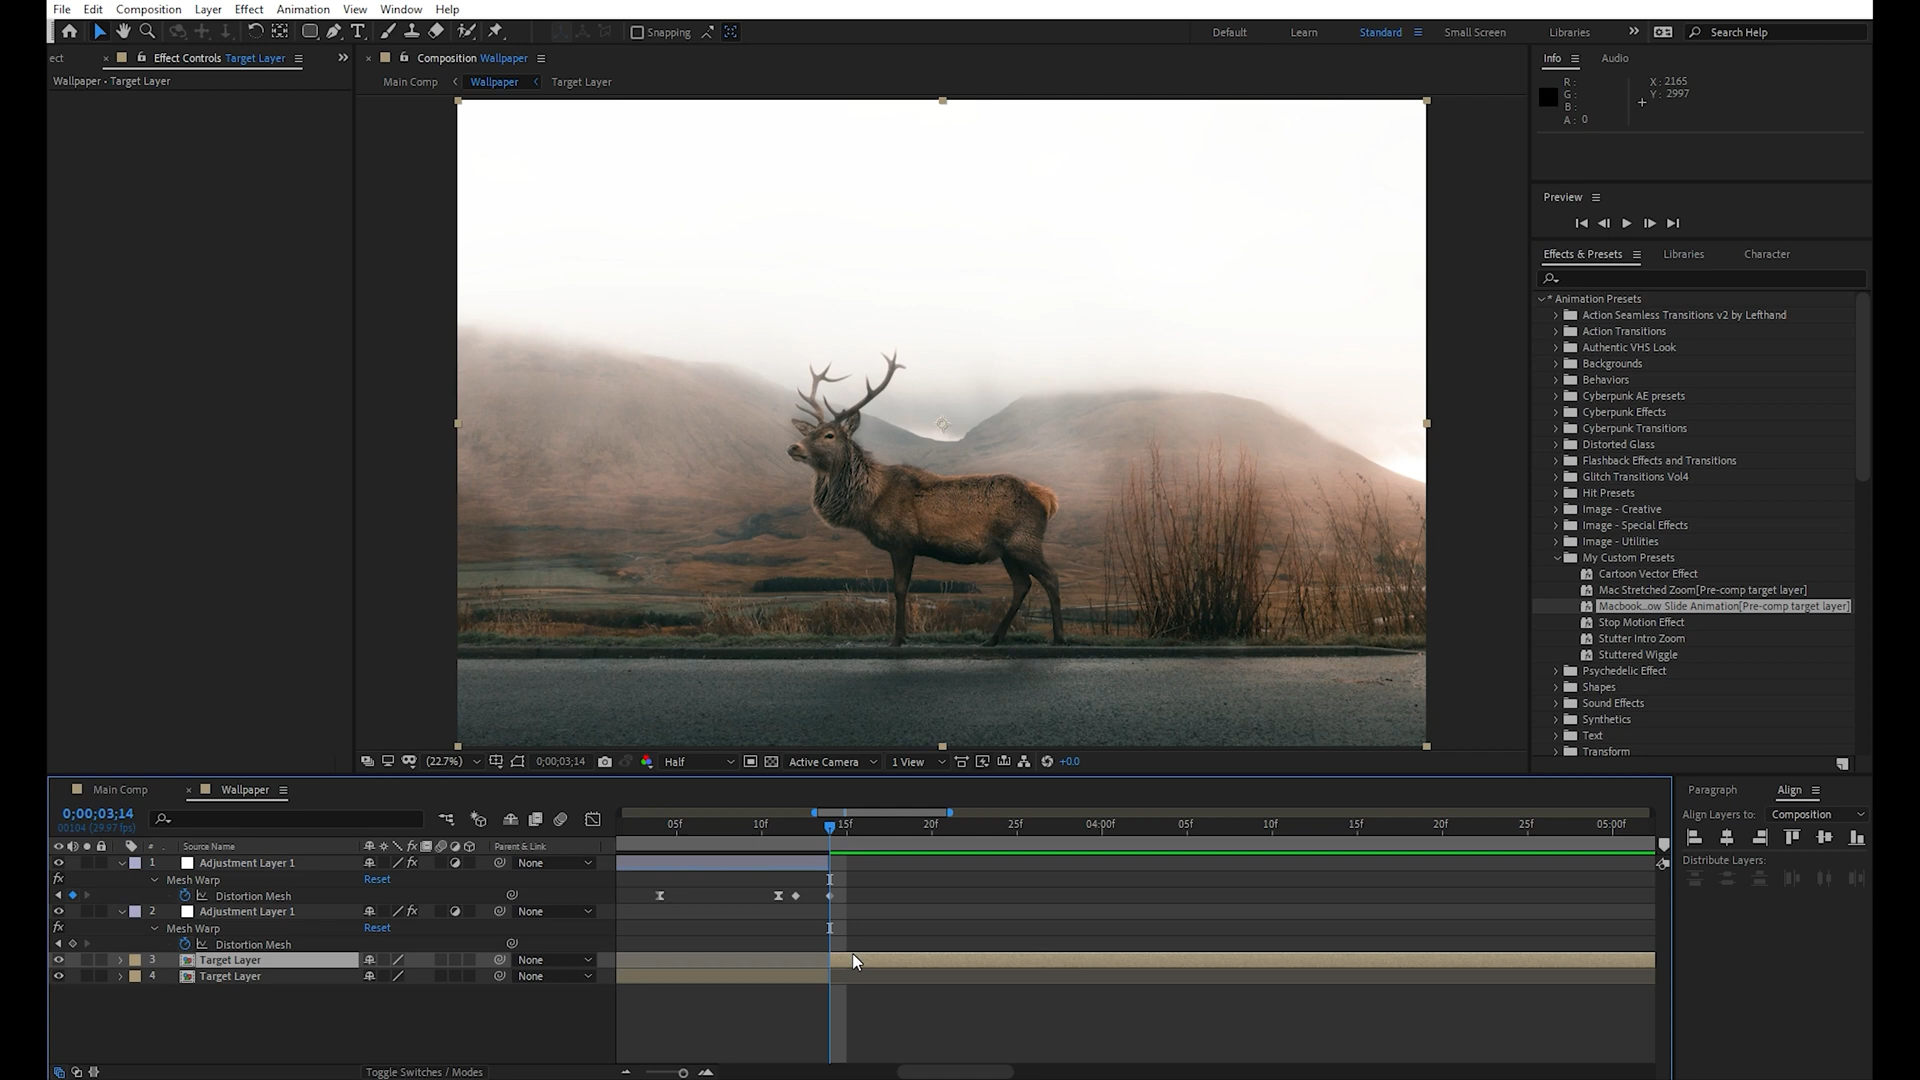 File Edit Composition Layer Effect Animation View Window Help
Snapping
Default Learn Standard Small Screen Libraries Search Help
ect Effect Controls Target Layer
Wallpaper • Target Layer
Composition Wallpaper
Main Comp Wallpaper Target Layer
Info Audio
R : X : 2165
G : Y : 2997
B :
A : 0
Preview
Effects & Presets Libraries Character
* Animation Presets
Action Seamless Transitions v2 by Lefthand
Action Transitions
Authentic VHS Look
Backgrounds
Behaviors
Cyberpunk AE presets
Cyberpunk Effects
Cyberpunk Transitions
Distorted Glass
Flashback Effects and Transitions
Glitch Transitions Vol4
Hit Presets
Image - Creative
Image - Special Effects
Image - Utilities
My Custom Presets
Cartoon Vector Effect
Mac Stretched Zoom[Pre-comp target layer]
Macbook...ow Slide Animation[Pre-comp target layer]
Stop Motion Effect
Stutter Intro Zoom
Stuttered Wiggle
Psychedelic Effect
Shapes
Sound Effects
Synthetics
Text
Transform
(22.7%) 0;00;03;14 Half Active Camera 1 View +0.0
Main Comp Wallpaper
0;00;03;14
00104 (29.97 fps)
05f 10f 15f 20f 25f 04:00f 05f 10f 15f 20f 25f 05:00f
# Source Name Parent & Link
1 Adjustment Layer 1 None
Mesh Warp Reset
Distortion Mesh
2 Adjustment Layer 1 None
Mesh Warp Reset
Distortion Mesh
3 Target Layer None
4 Target Layer None
Toggle Switches / Modes
Paragraph Align
Align Layers to: Composition
Distribute Layers: